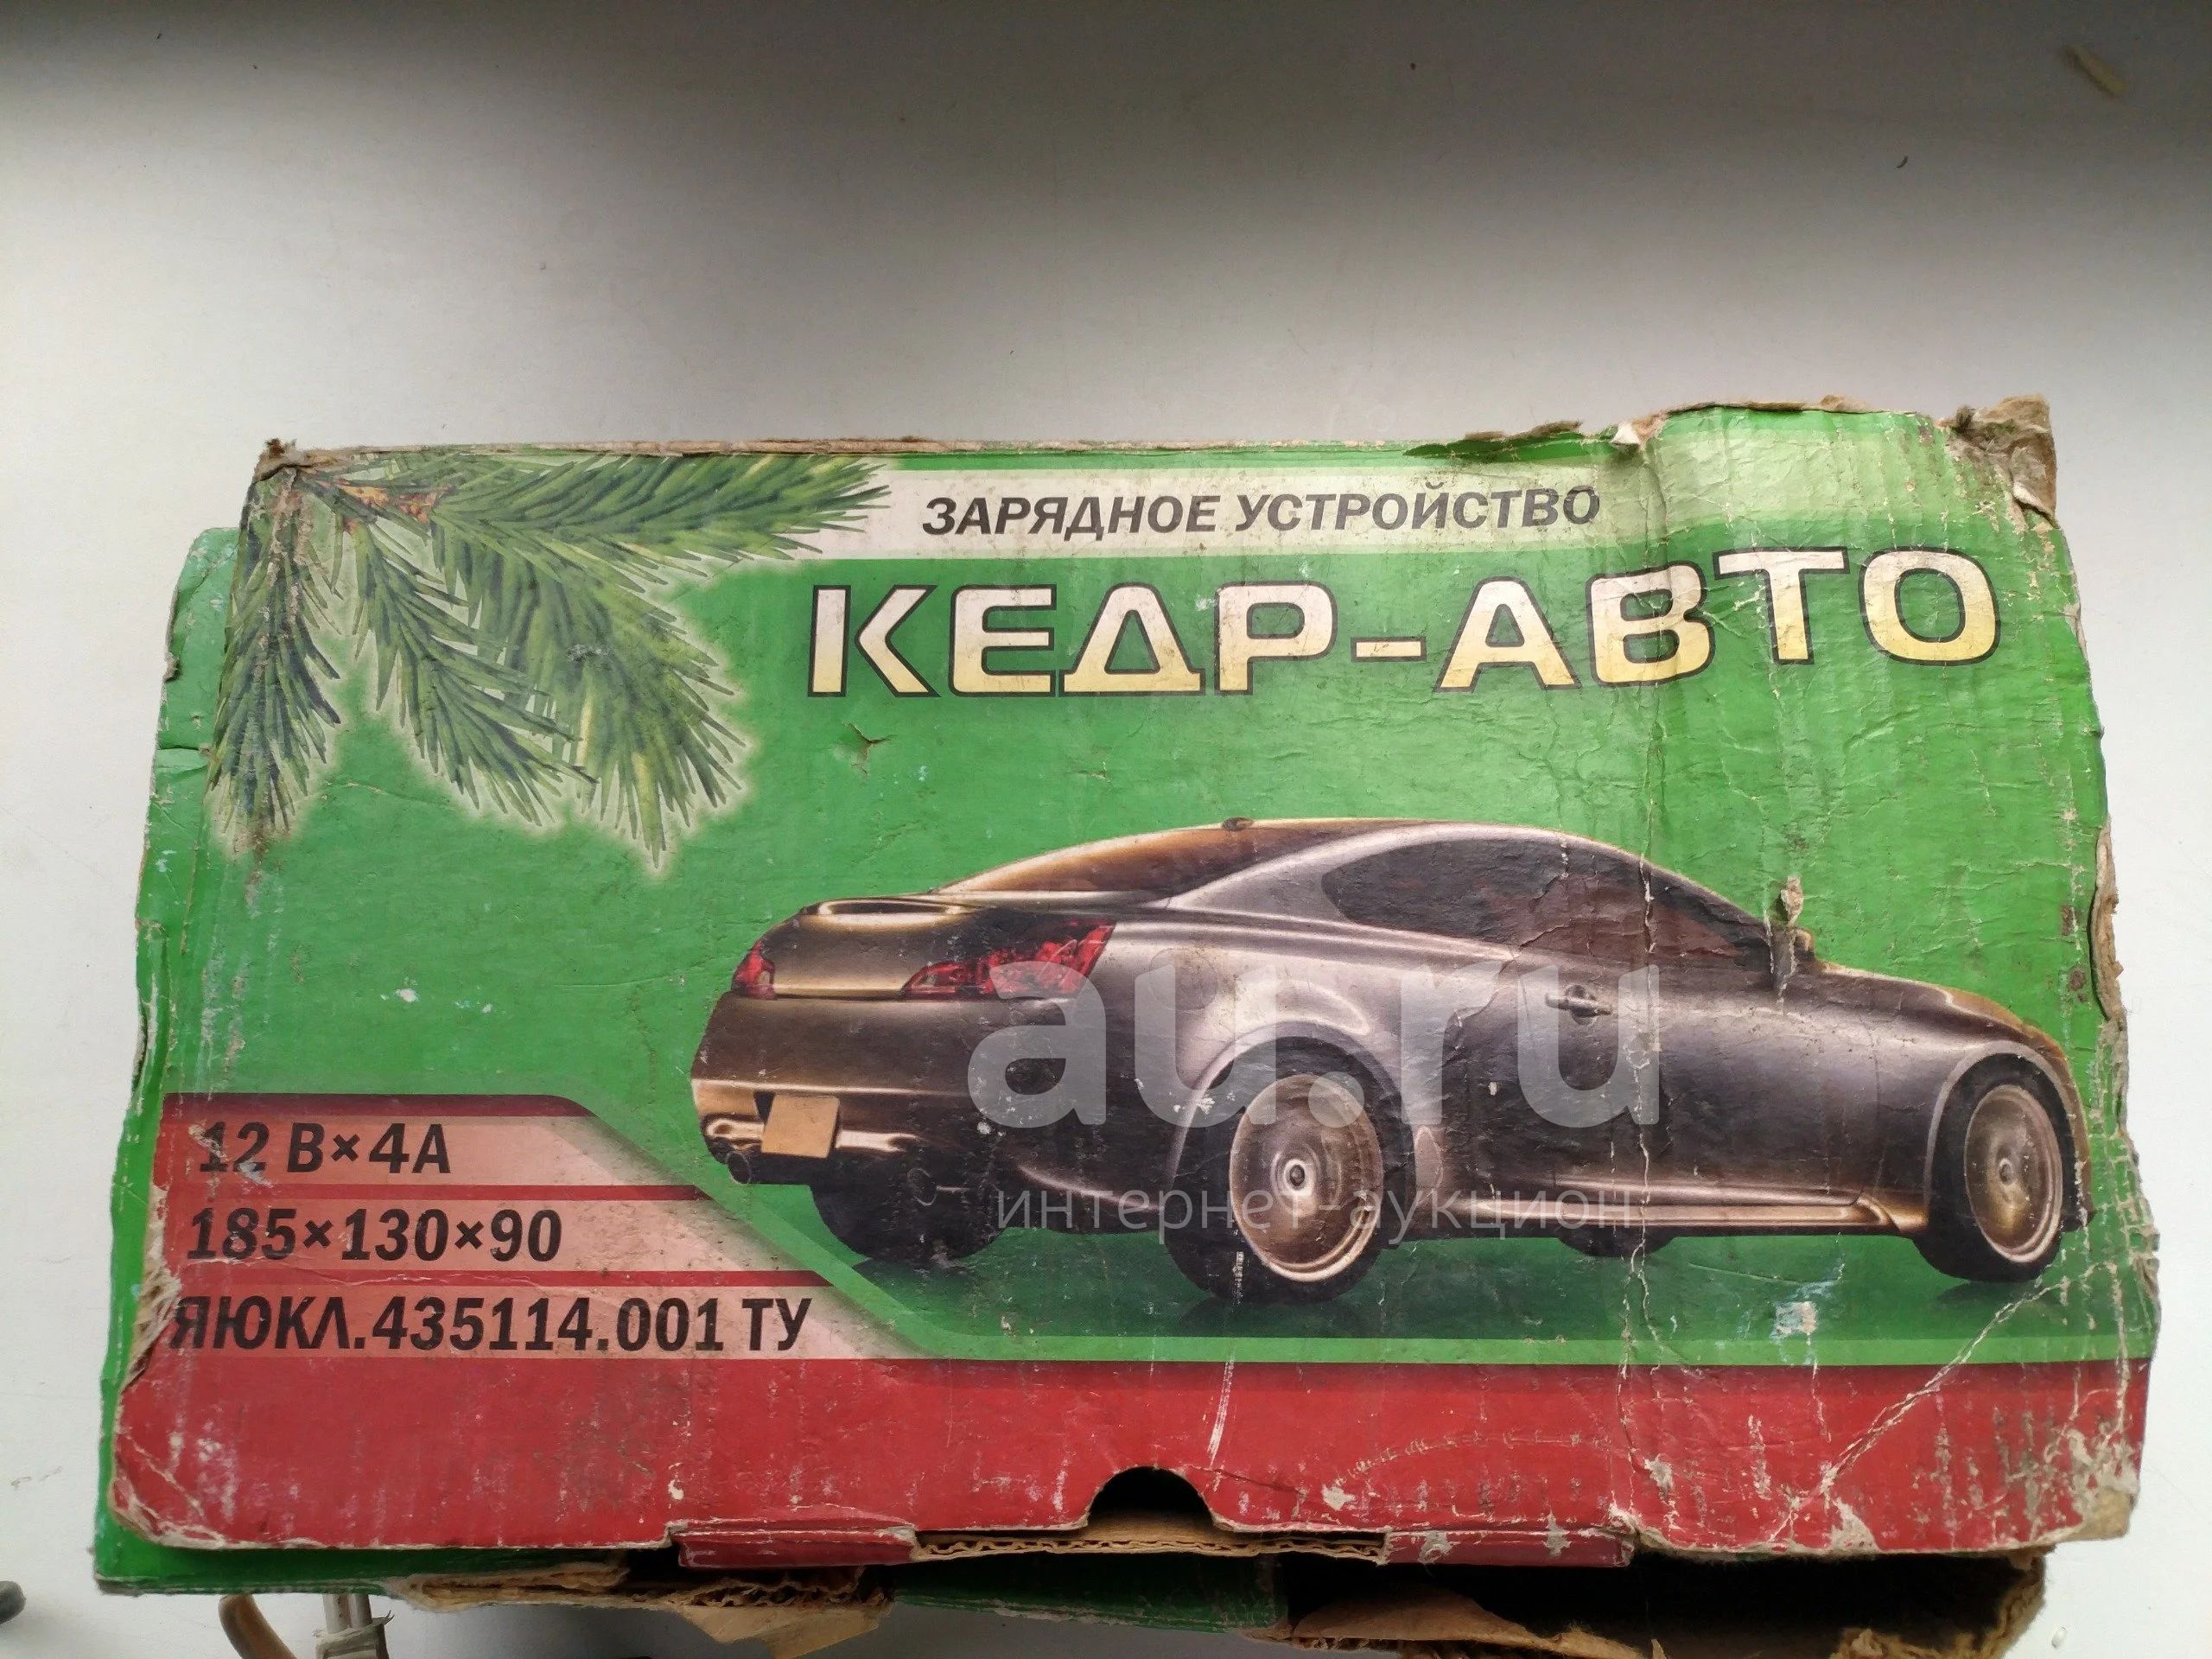 ЗАРЯДНОЕ УСТРОЙСТВО
КЕДР-АВТО
au.ru
интернет-аукцион
12 В×4А
185×130×90
ЯЮКЛ.435114.001 ТУ